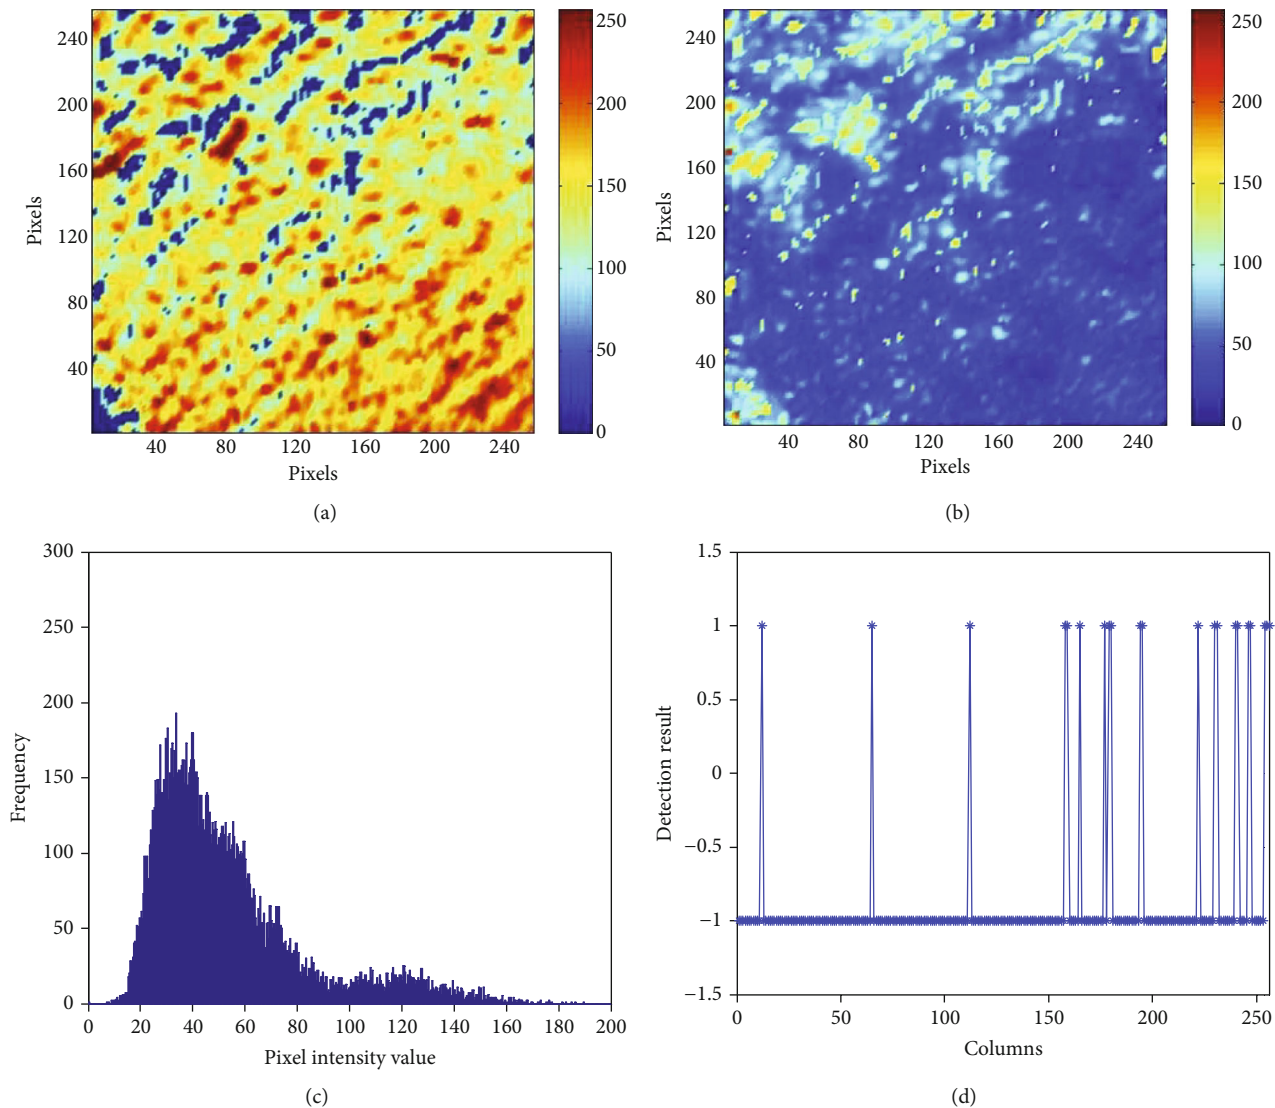 240
200
160
120
80
40
Pixels
40 80 120 160 200 240
Pixels
250
200
150
100
50
0
(a)
240
200
160
120
80
40
Pixels
40 80 120 160 200 240
Pixels
250
200
150
100
50
0
(b)
300
250
200
150
100
50
0
Frequency
0 20 40 60 80 100 120 140 160 180 200
Pixel intensity value
(c)
1.5
1
0.5
0
−0.5
−1
−1.5
Detection result
0 50 100 150 200 250
Columns
(d)